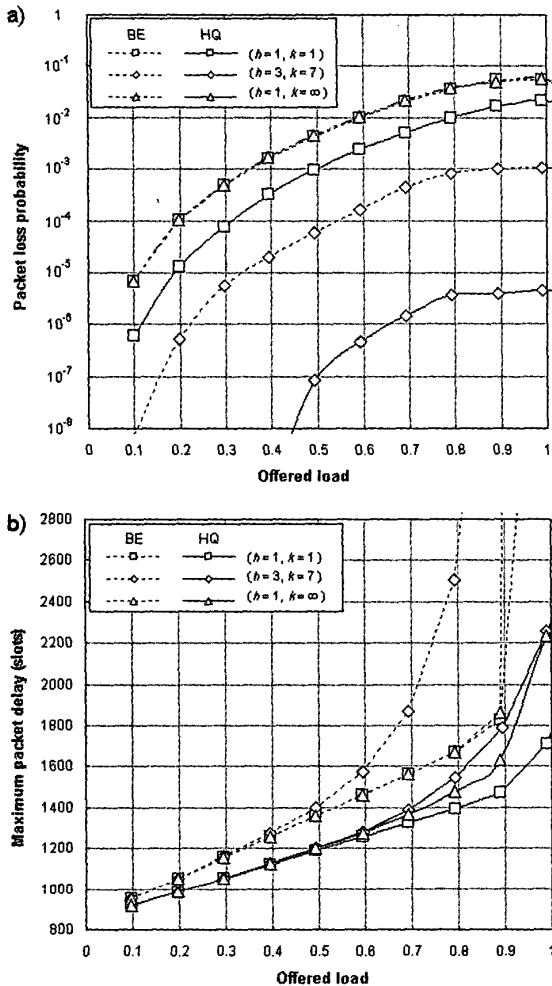 a)
BE HQ
(h=1, k=1)
(h=3, k=7)
(h=1, k=∞)
1
10⁻¹
10⁻²
10⁻³
10⁻⁴
10⁻⁵
10⁻⁶
10⁻⁷
10⁻⁸
Packet loss probability
0 0.1 0.2 0.3 0.4 0.5 0.6 0.7 0.8 0.9 1
Offered load
b)
BE HQ
(h=1, k=1)
(h=3, k=7)
(h=1, k=∞)
2800
2600
2400
2200
2000
1800
1600
1400
1200
1000
800
Maximum packet delay (slots)
0 0.1 0.2 0.3 0.4 0.5 0.6 0.7 0.8 0.9 1
Offered load